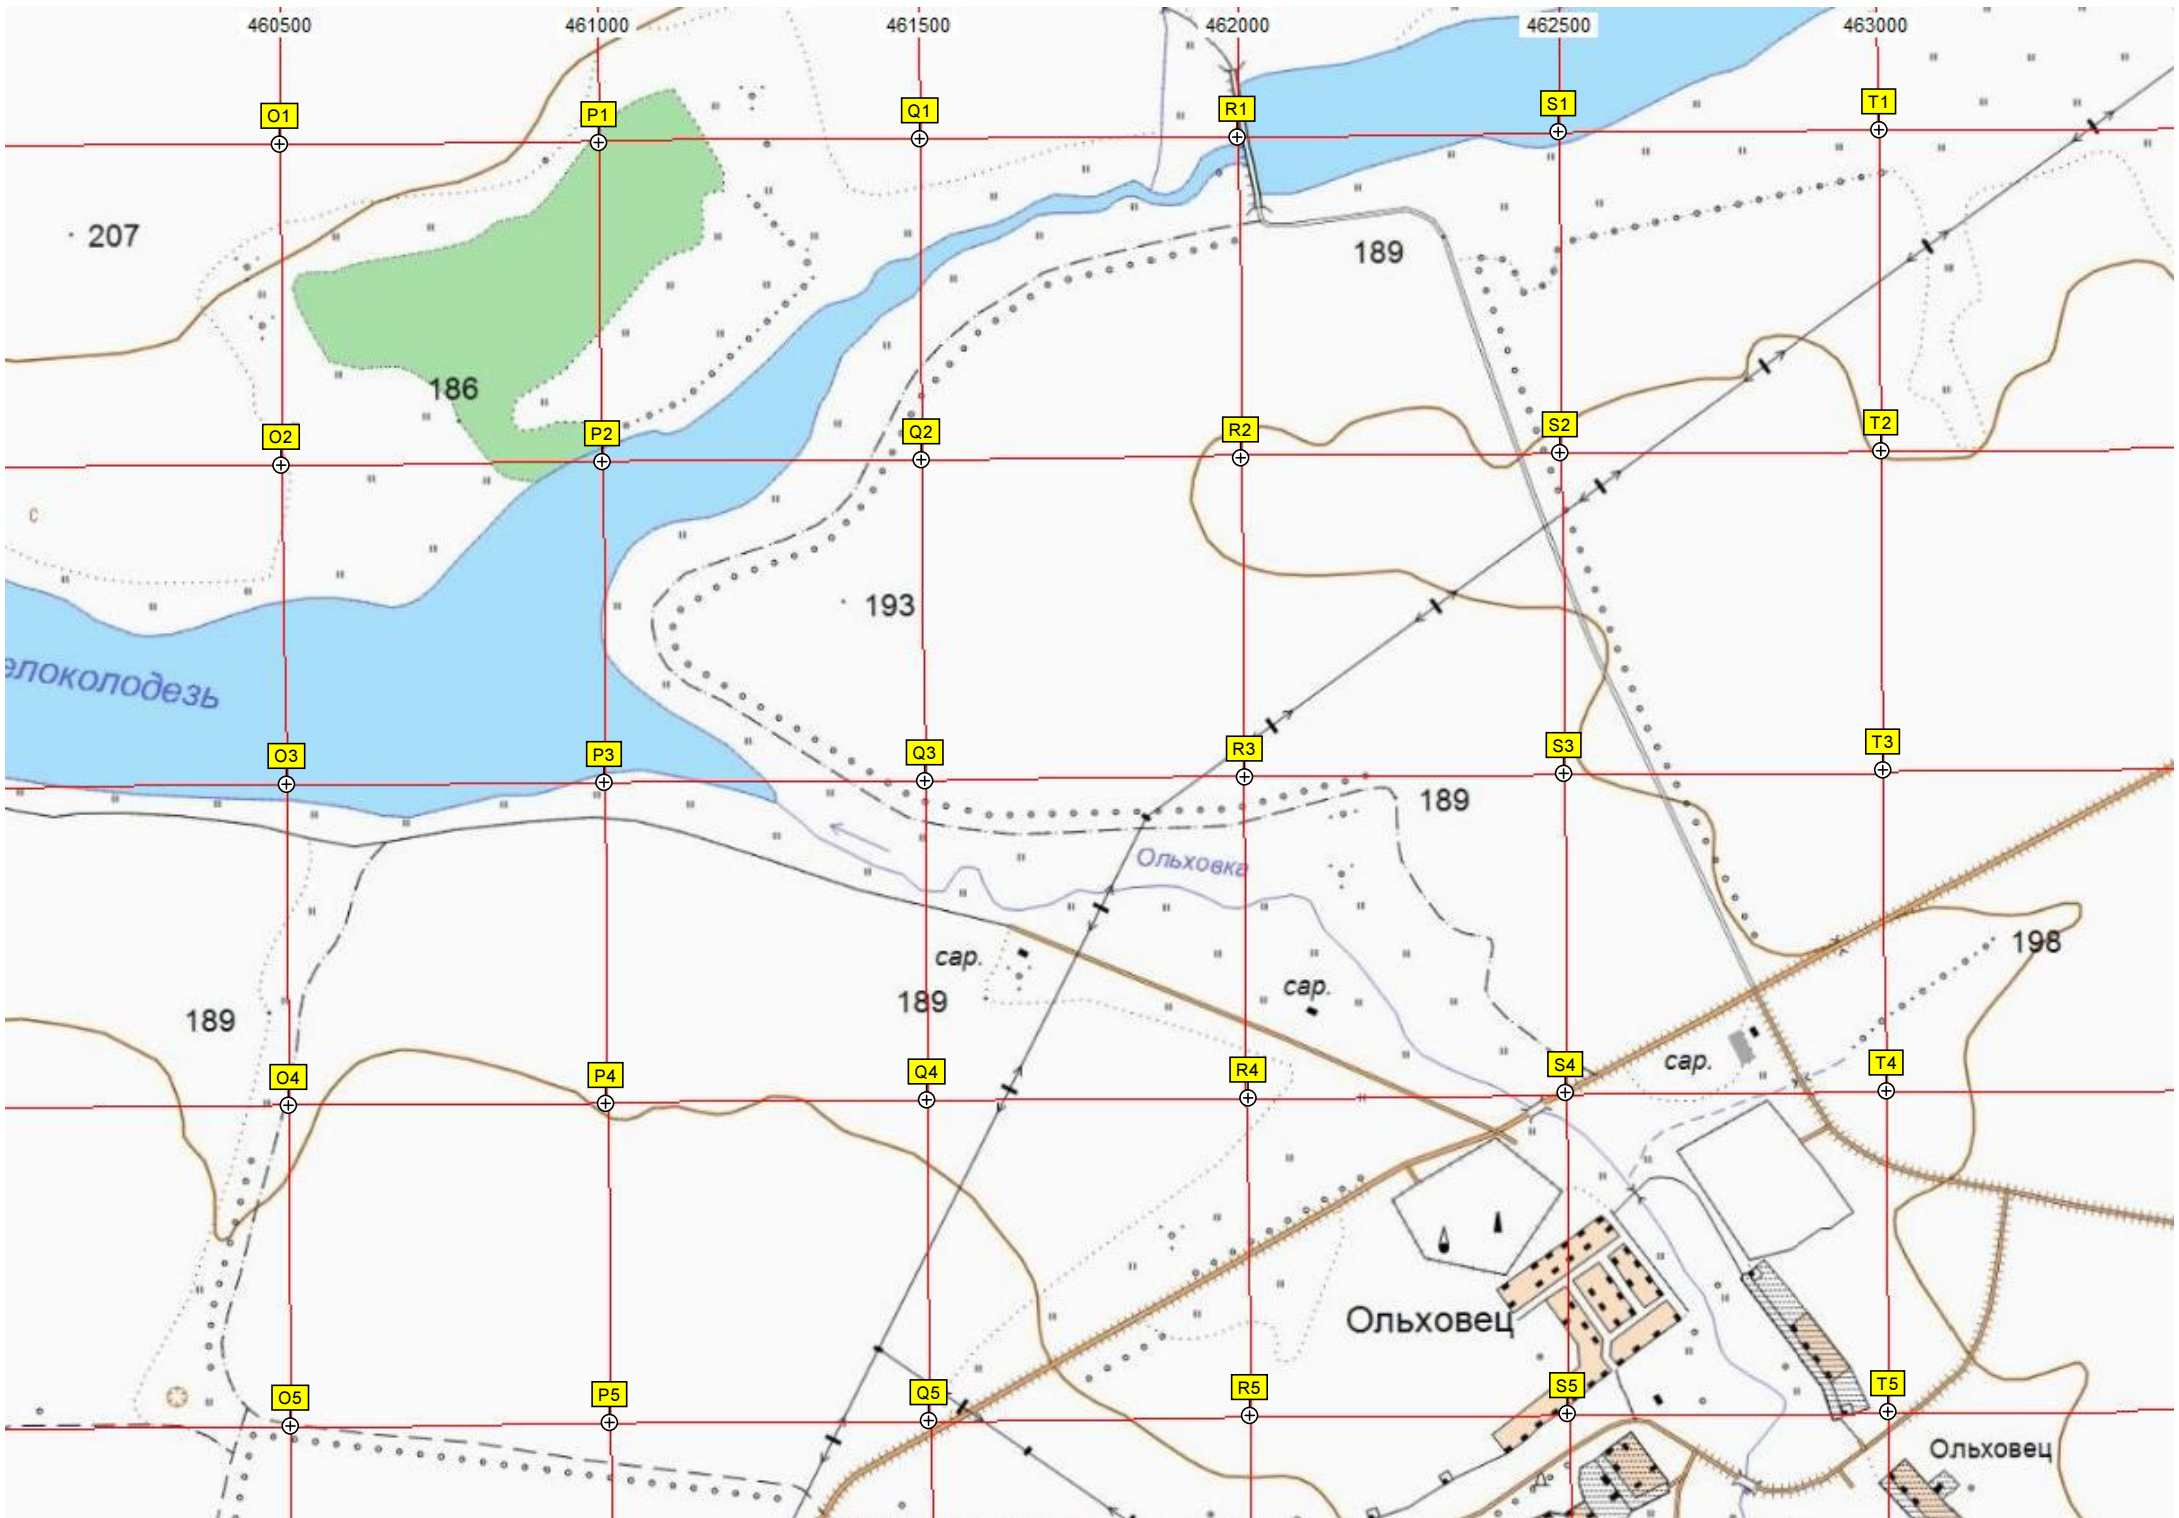 460500 461000 461500 462000 462500 463000
O1 P1 Q1 R1 S1 T1
207
189
186
O2 P2 Q2 R2 S2 T2
с
193
елоколодезь
O3 P3 Q3 R3 S3 T3
189
Ольховка
198
сар.
сар.
189
189
сар.
O4 P4 Q4 R4 S4 T4
Ольховец
O5 P5 Q5 R5 S5 T5
Ольховец